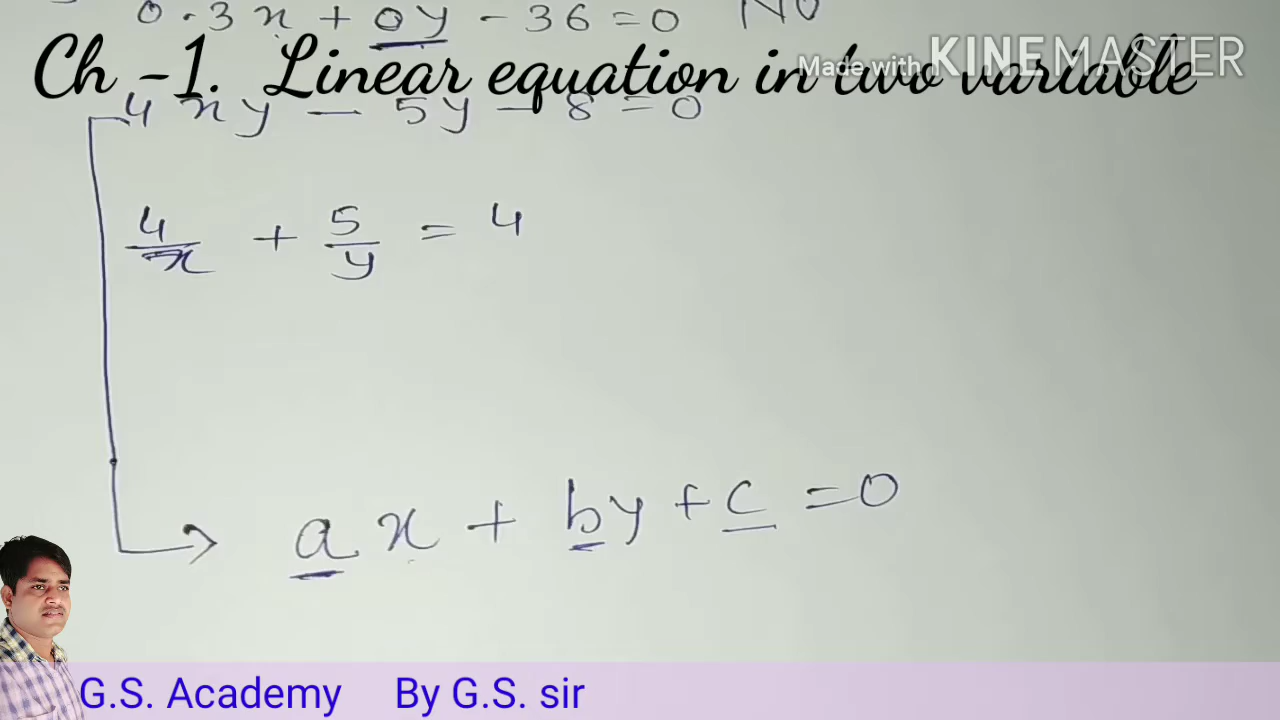 0.3x + 0y - 36 = 0 No
Ch -1. Linear equation in two variable
Made with KINEMASTER
4xy - 5y - 8 = 0
4/x + 5/y = 4
ax + by + c = 0
G.S. Academy By G.S. sir